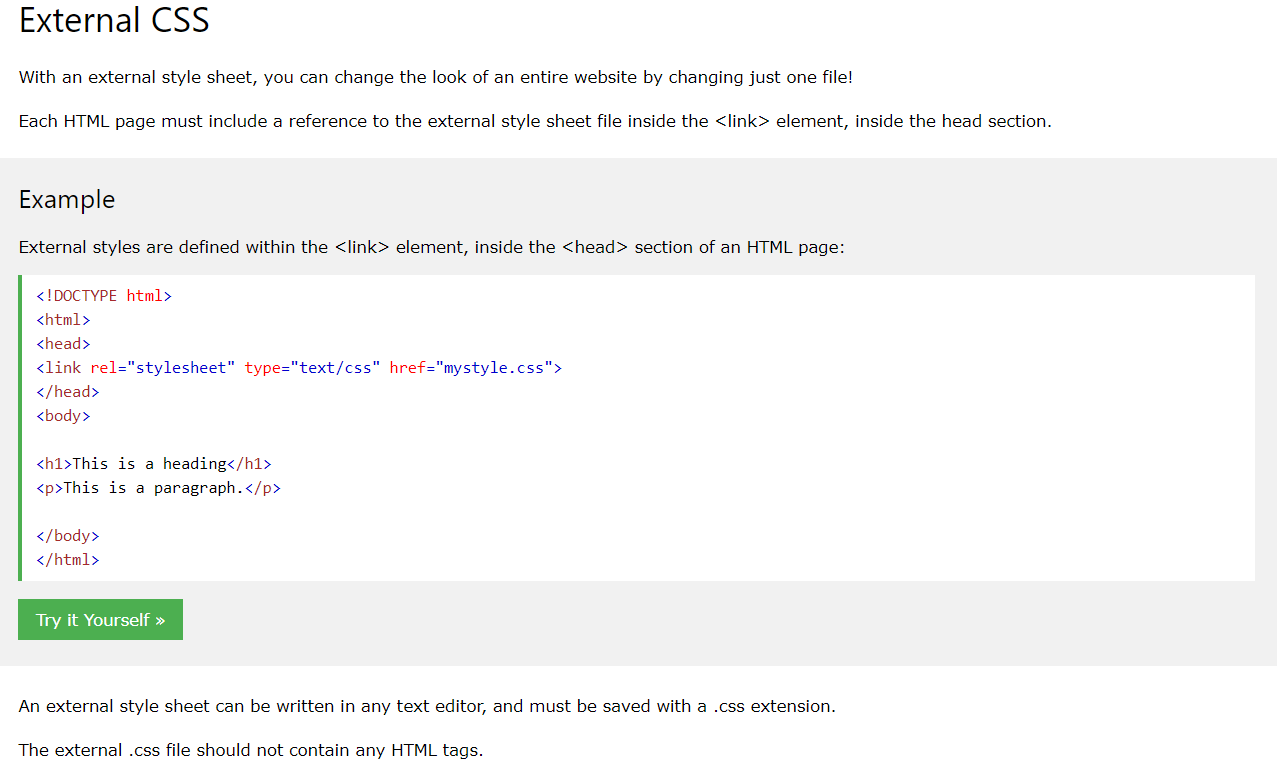 External CSS
With an external style sheet, you can change the look of an entire website by changing just one file!
Each HTML page must include a reference to the external style sheet file inside the <link> element, inside the head section.
Example
External styles are defined within the <link> element, inside the <head> section of an HTML page:
<!DOCTYPE html>
<html>
<head>
<link rel="stylesheet" type="text/css" href="mystyle.css">
</head>
<body>
<h1>This is a heading</h1>
<p>This is a paragraph.</p>
</body>
</html>
Try it Yourself »
An external style sheet can be written in any text editor, and must be saved with a .css extension.
The external .css file should not contain any HTML tags.